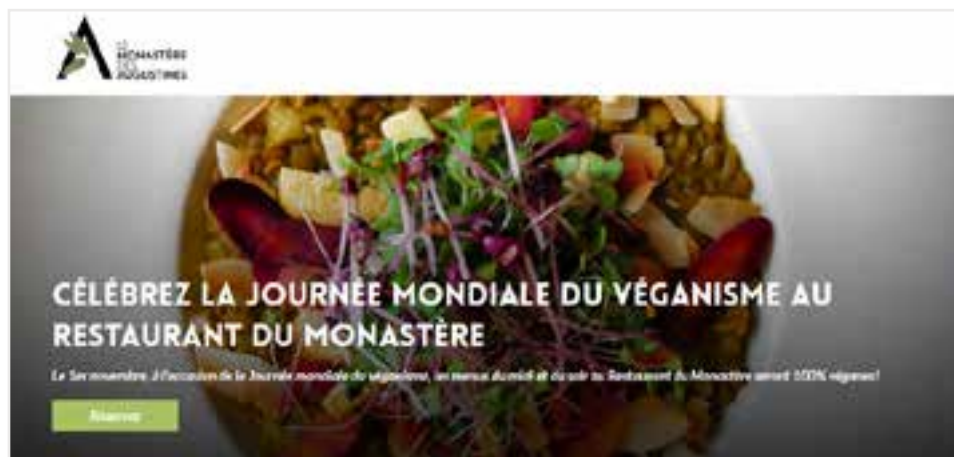 LE
MONASTÈRE
DES
AUGUSTINES
CÉLÉBREZ LA JOURNÉE MONDIALE DU VÉGANISME AU
RESTAURANT DU MONASTÈRE
Le 1er novembre, à l'occasion de la Journée mondiale du véganisme, les menus du midi et du soir au Restaurant du Monastère seront 100% véganes!
Réservez